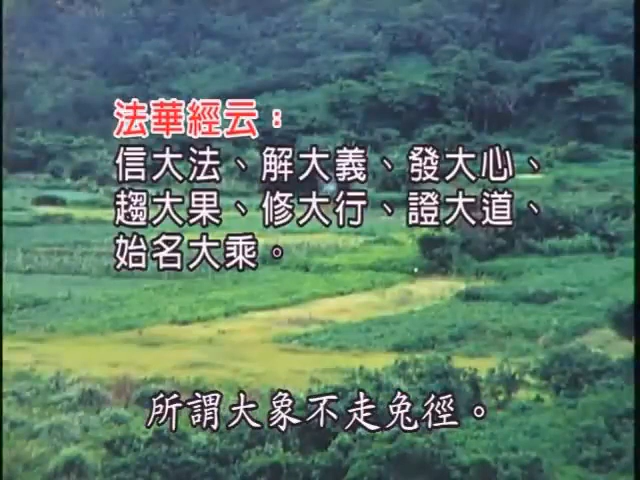 法華經云：
信大法、解大義、發大心、
趨大果、修大行、證大道、
始名大乘。
所謂大象不走兔徑。